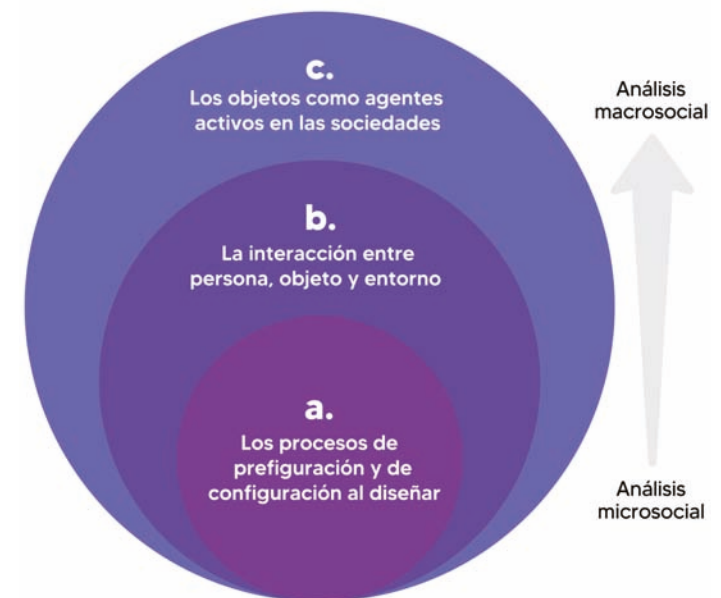 c.
Los objetos como agentes
activos en las sociedades
Análisis
macrosocial
b.
La interacción entre
persona, objeto y entorno
a.
Los procesos de
prefiguración y de
configuración al diseñar
Análisis
microsocial